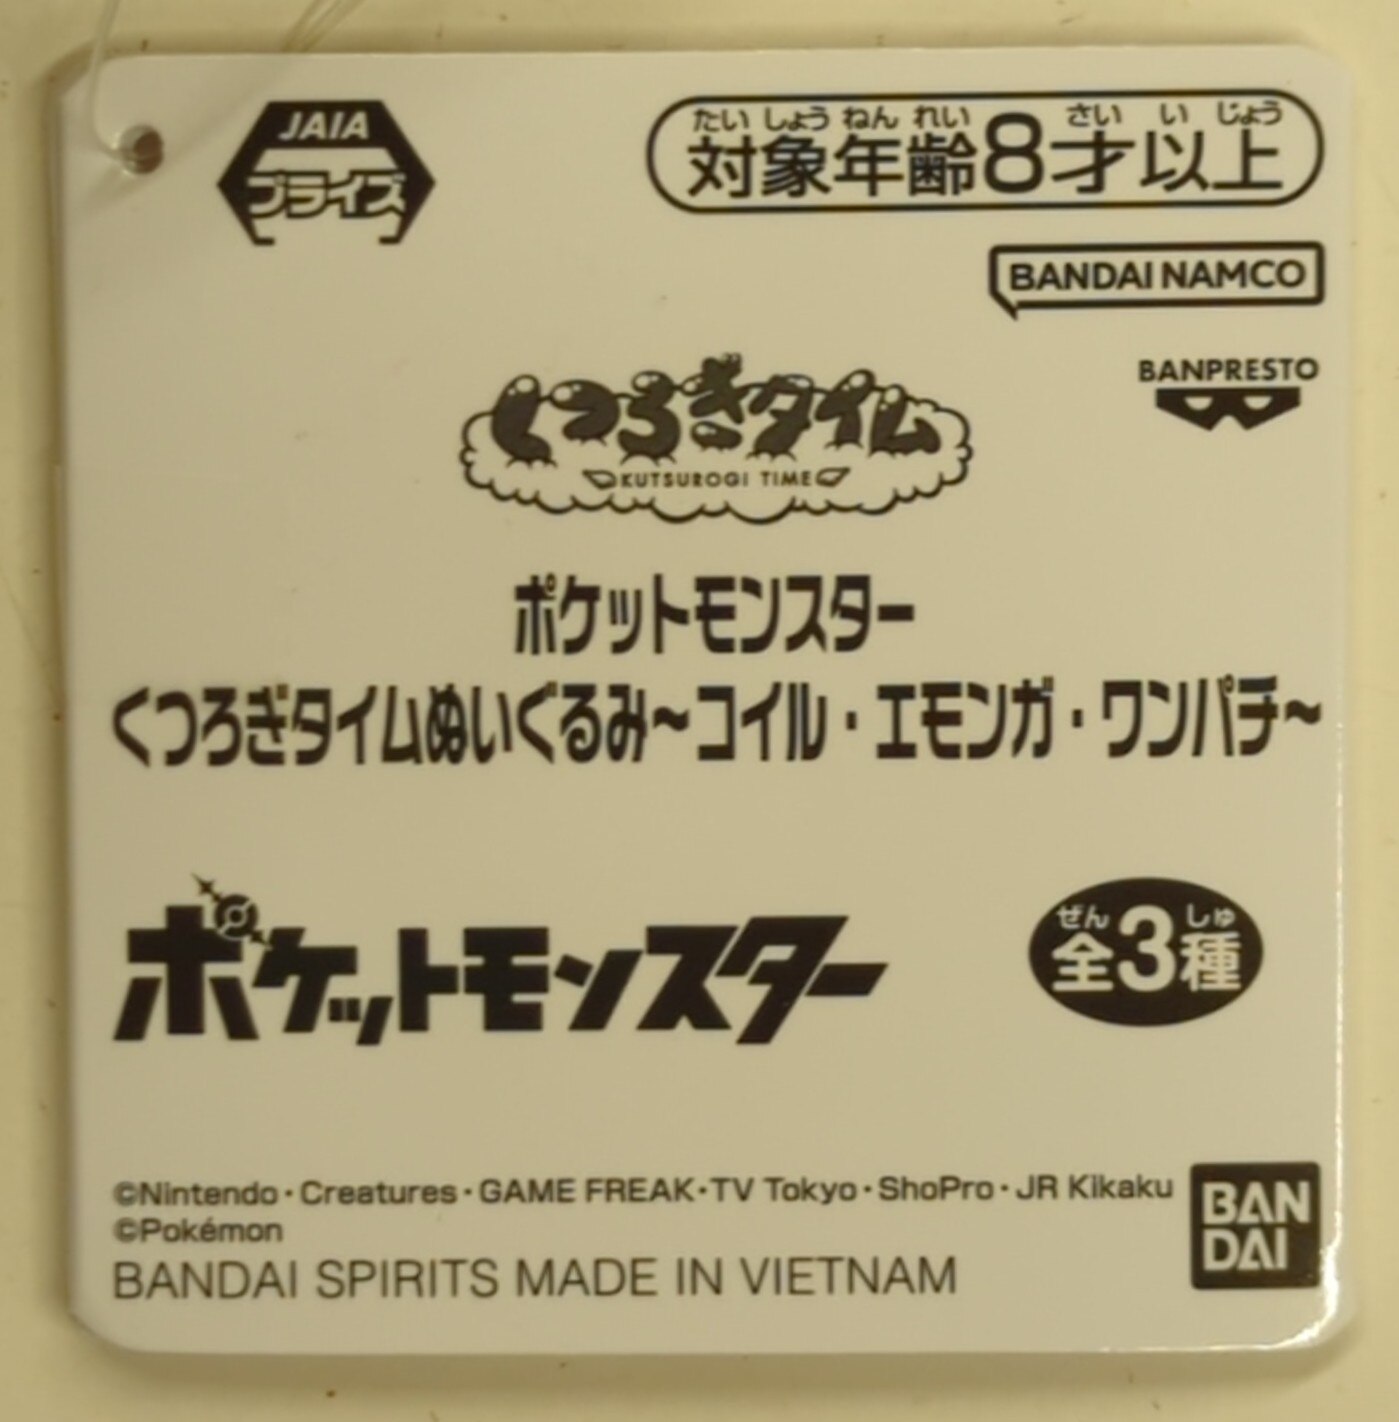 JAIA
プライズ
たいしょうねんれい さいいじょう
対象年齢8才以上
BANDAI NAMCO
BANPRESTO
くつろぎタイム
KUTSUROGI TIME
ポケットモンスター
くつろぎタイムぬいぐるみ~コイル・エモンガ・ワンパチ~
ポケットモンスター
ぜん しゅ
全3種
©Nintendo・Creatures・GAME FREAK・TV Tokyo・ShoPro・JR Kikaku
©Pokémon
BANDAI SPIRITS MADE IN VIETNAM
BAN
DAI